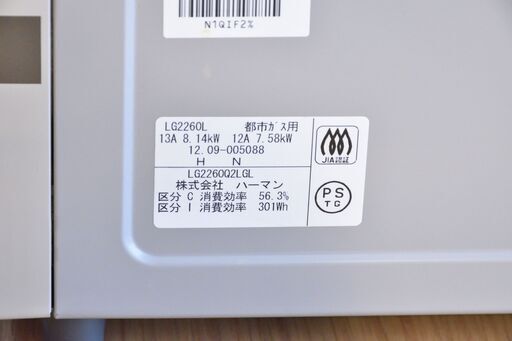 N1QIF2%
LG2260L 都市ガス用
13A 8.14kW 12A 7.58kW
12.09-005088
H N
LG2260Q2LGL
株式会社 ハーマン
区分 C 消費効率 56.3%
区分 I 消費効率 301Wh
JIA認証
PS
TG